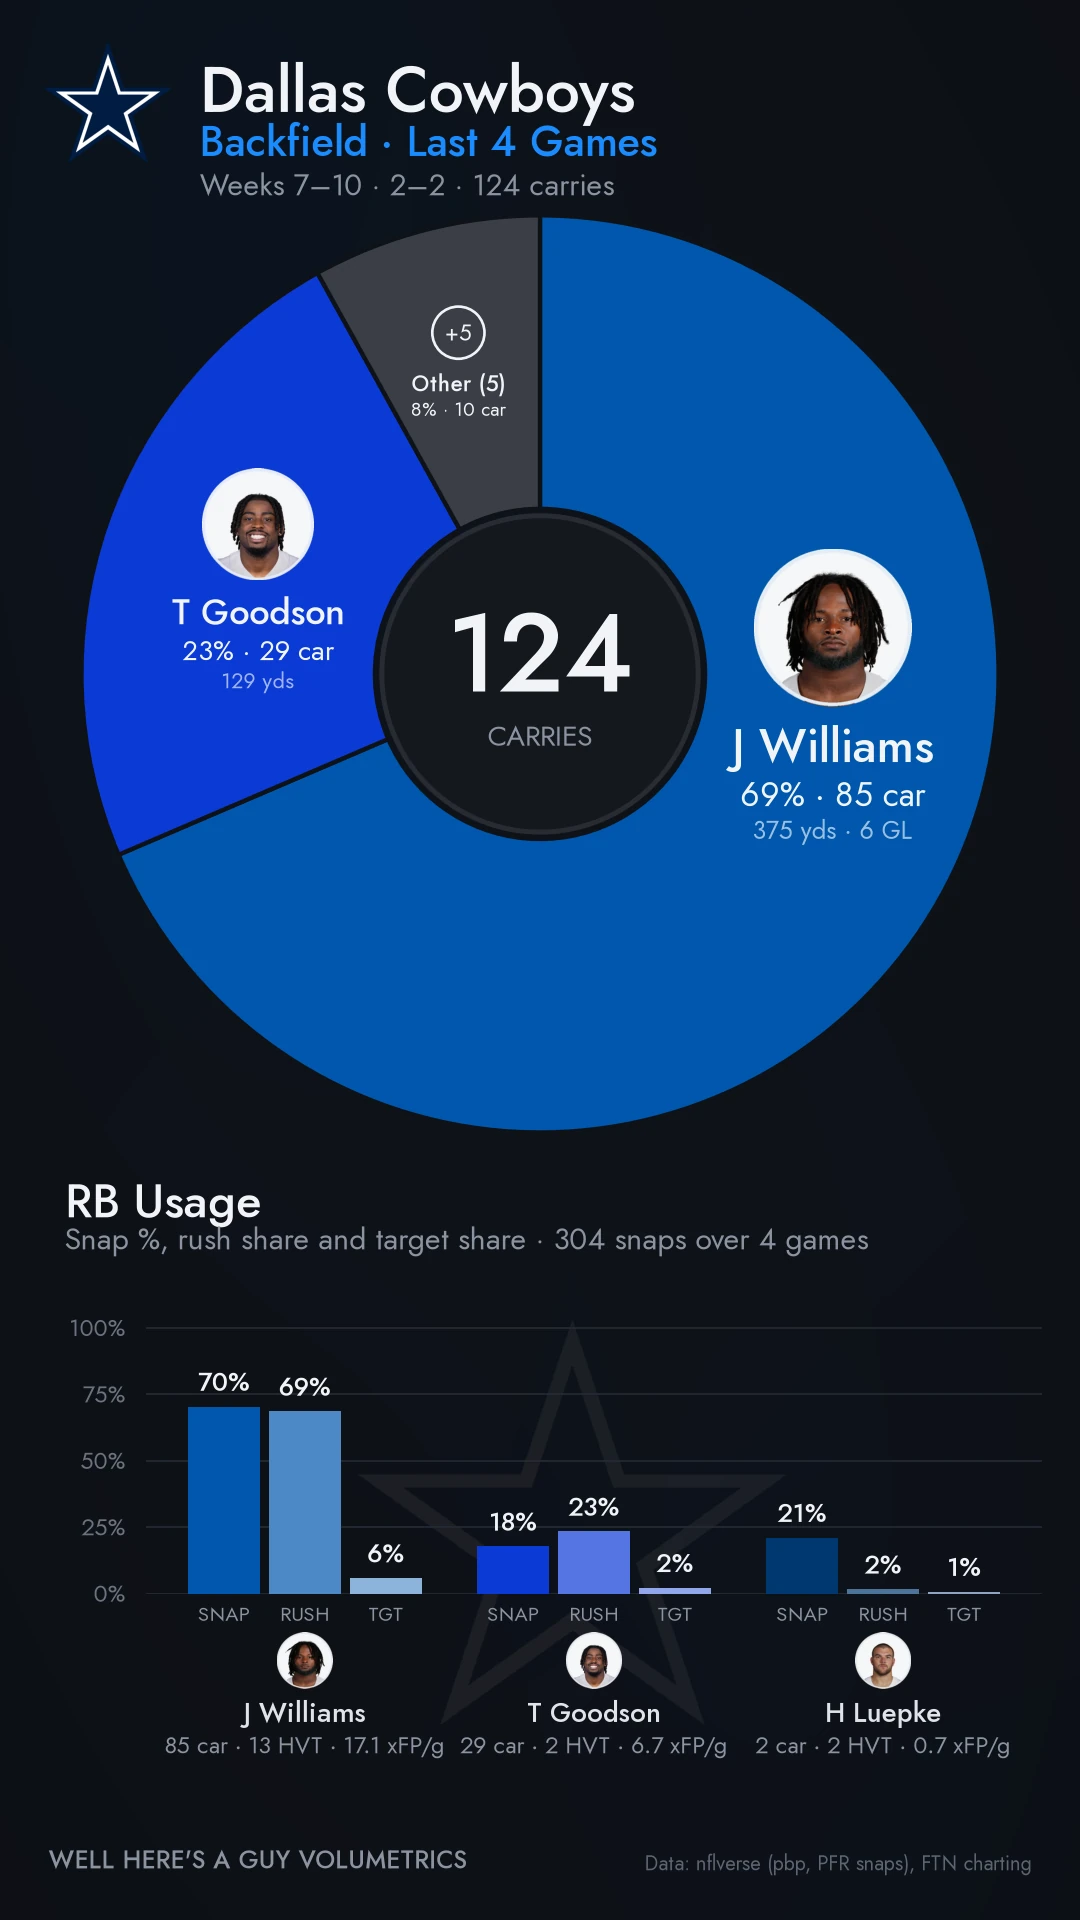 Dallas Cowboys
Backfield · Last 4 Games
Weeks 7–10 · 2–2 · 124 carries
+5
Other (5)
8% · 10 car
T Goodson
23% · 29 car
129 yds
124
CARRIES
J Williams
69% · 85 car
375 yds · 6 GL
RB Usage
Snap %, rush share and target share · 304 snaps over 4 games
100%
75%
50%
25%
0%
70% 69% 6%
18% 23% 2%
21% 2% 1%
SNAP RUSH TGT SNAP RUSH TGT SNAP RUSH TGT
J Williams
85 car · 13 HVT · 17.1 xFP/g
T Goodson
29 car · 2 HVT · 6.7 xFP/g
H Luepke
2 car · 2 HVT · 0.7 xFP/g
WELL HERE'S A GUY VOLUMETRICS
Data: nflverse (pbp, PFR snaps), FTN charting